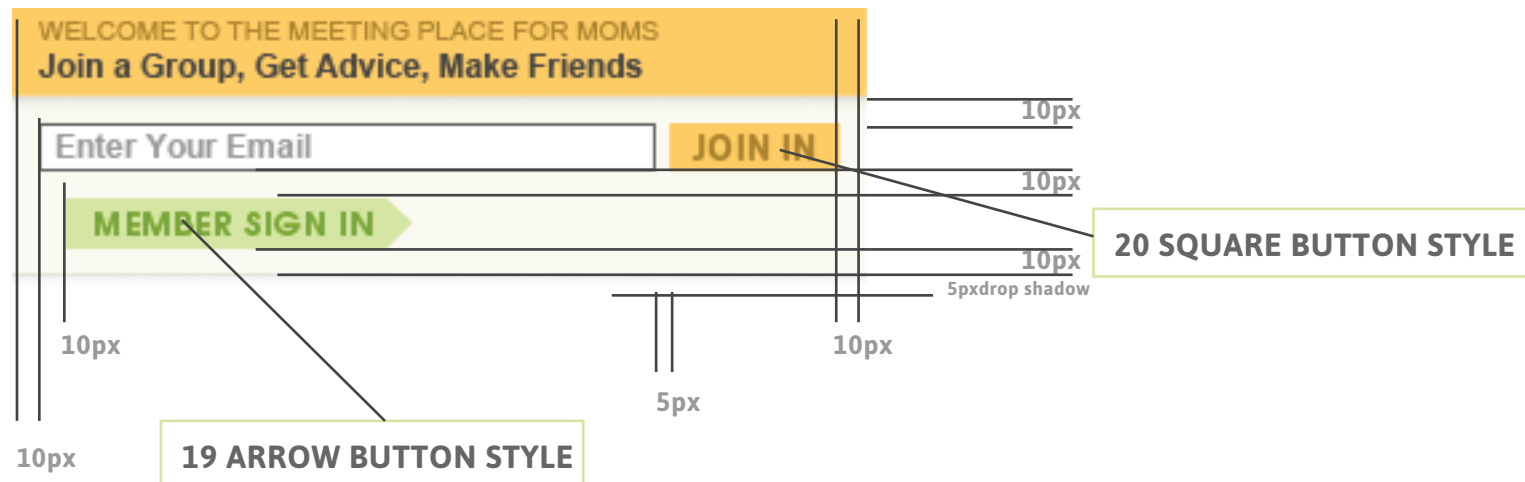 WELCOME TO THE MEETING PLACE FOR MOMS
Join a Group, Get Advice, Make Friends
10px
Enter Your Email
JOIN IN
10px
MEMBER SIGN IN
20 SQUARE BUTTON STYLE
10px
5pxdrop shadow
10px
10px
5px
10px
19 ARROW BUTTON STYLE